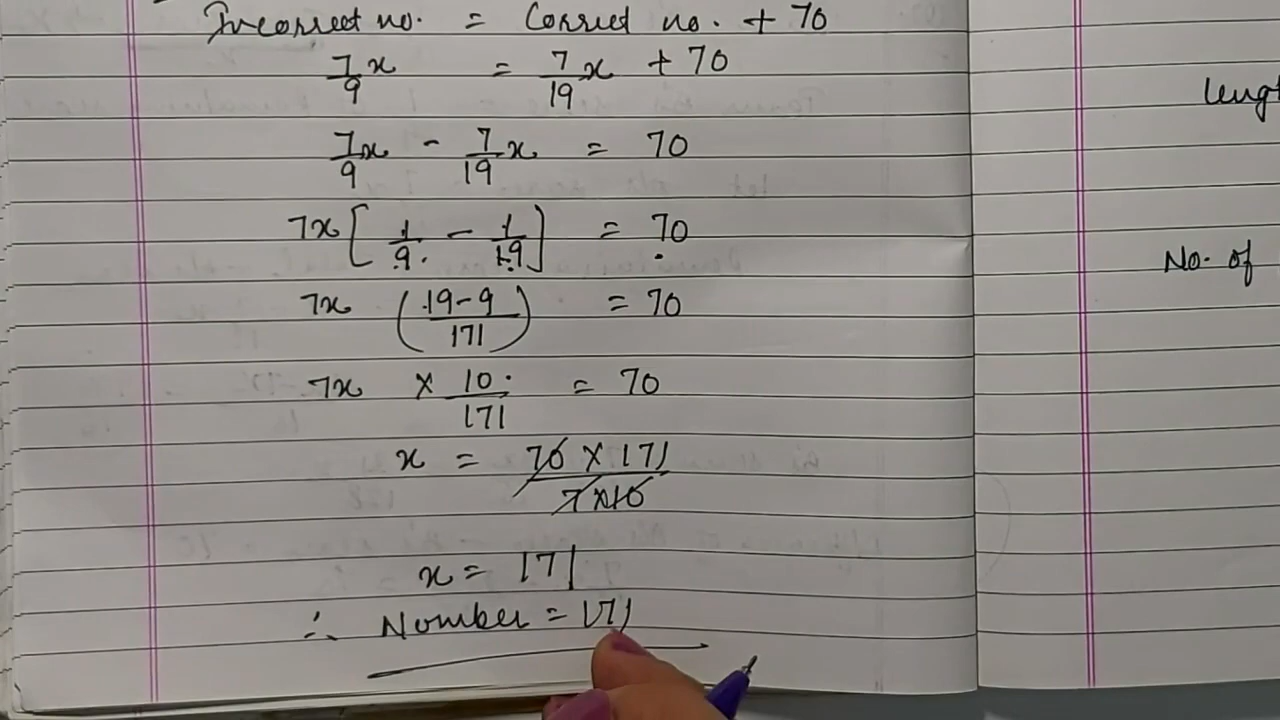 Incorrect no. = Correct no. + 70
7/9 x = 7/19 x + 70
7/9 x - 7/19 x = 70
7x [ 1/9 - 1/19 ] = 70
7x ( 19-9 / 171 ) = 70
7x × 10/171 = 70
x = 70 × 171 / 7×10
x = 171
∴ Number = 171
No. of